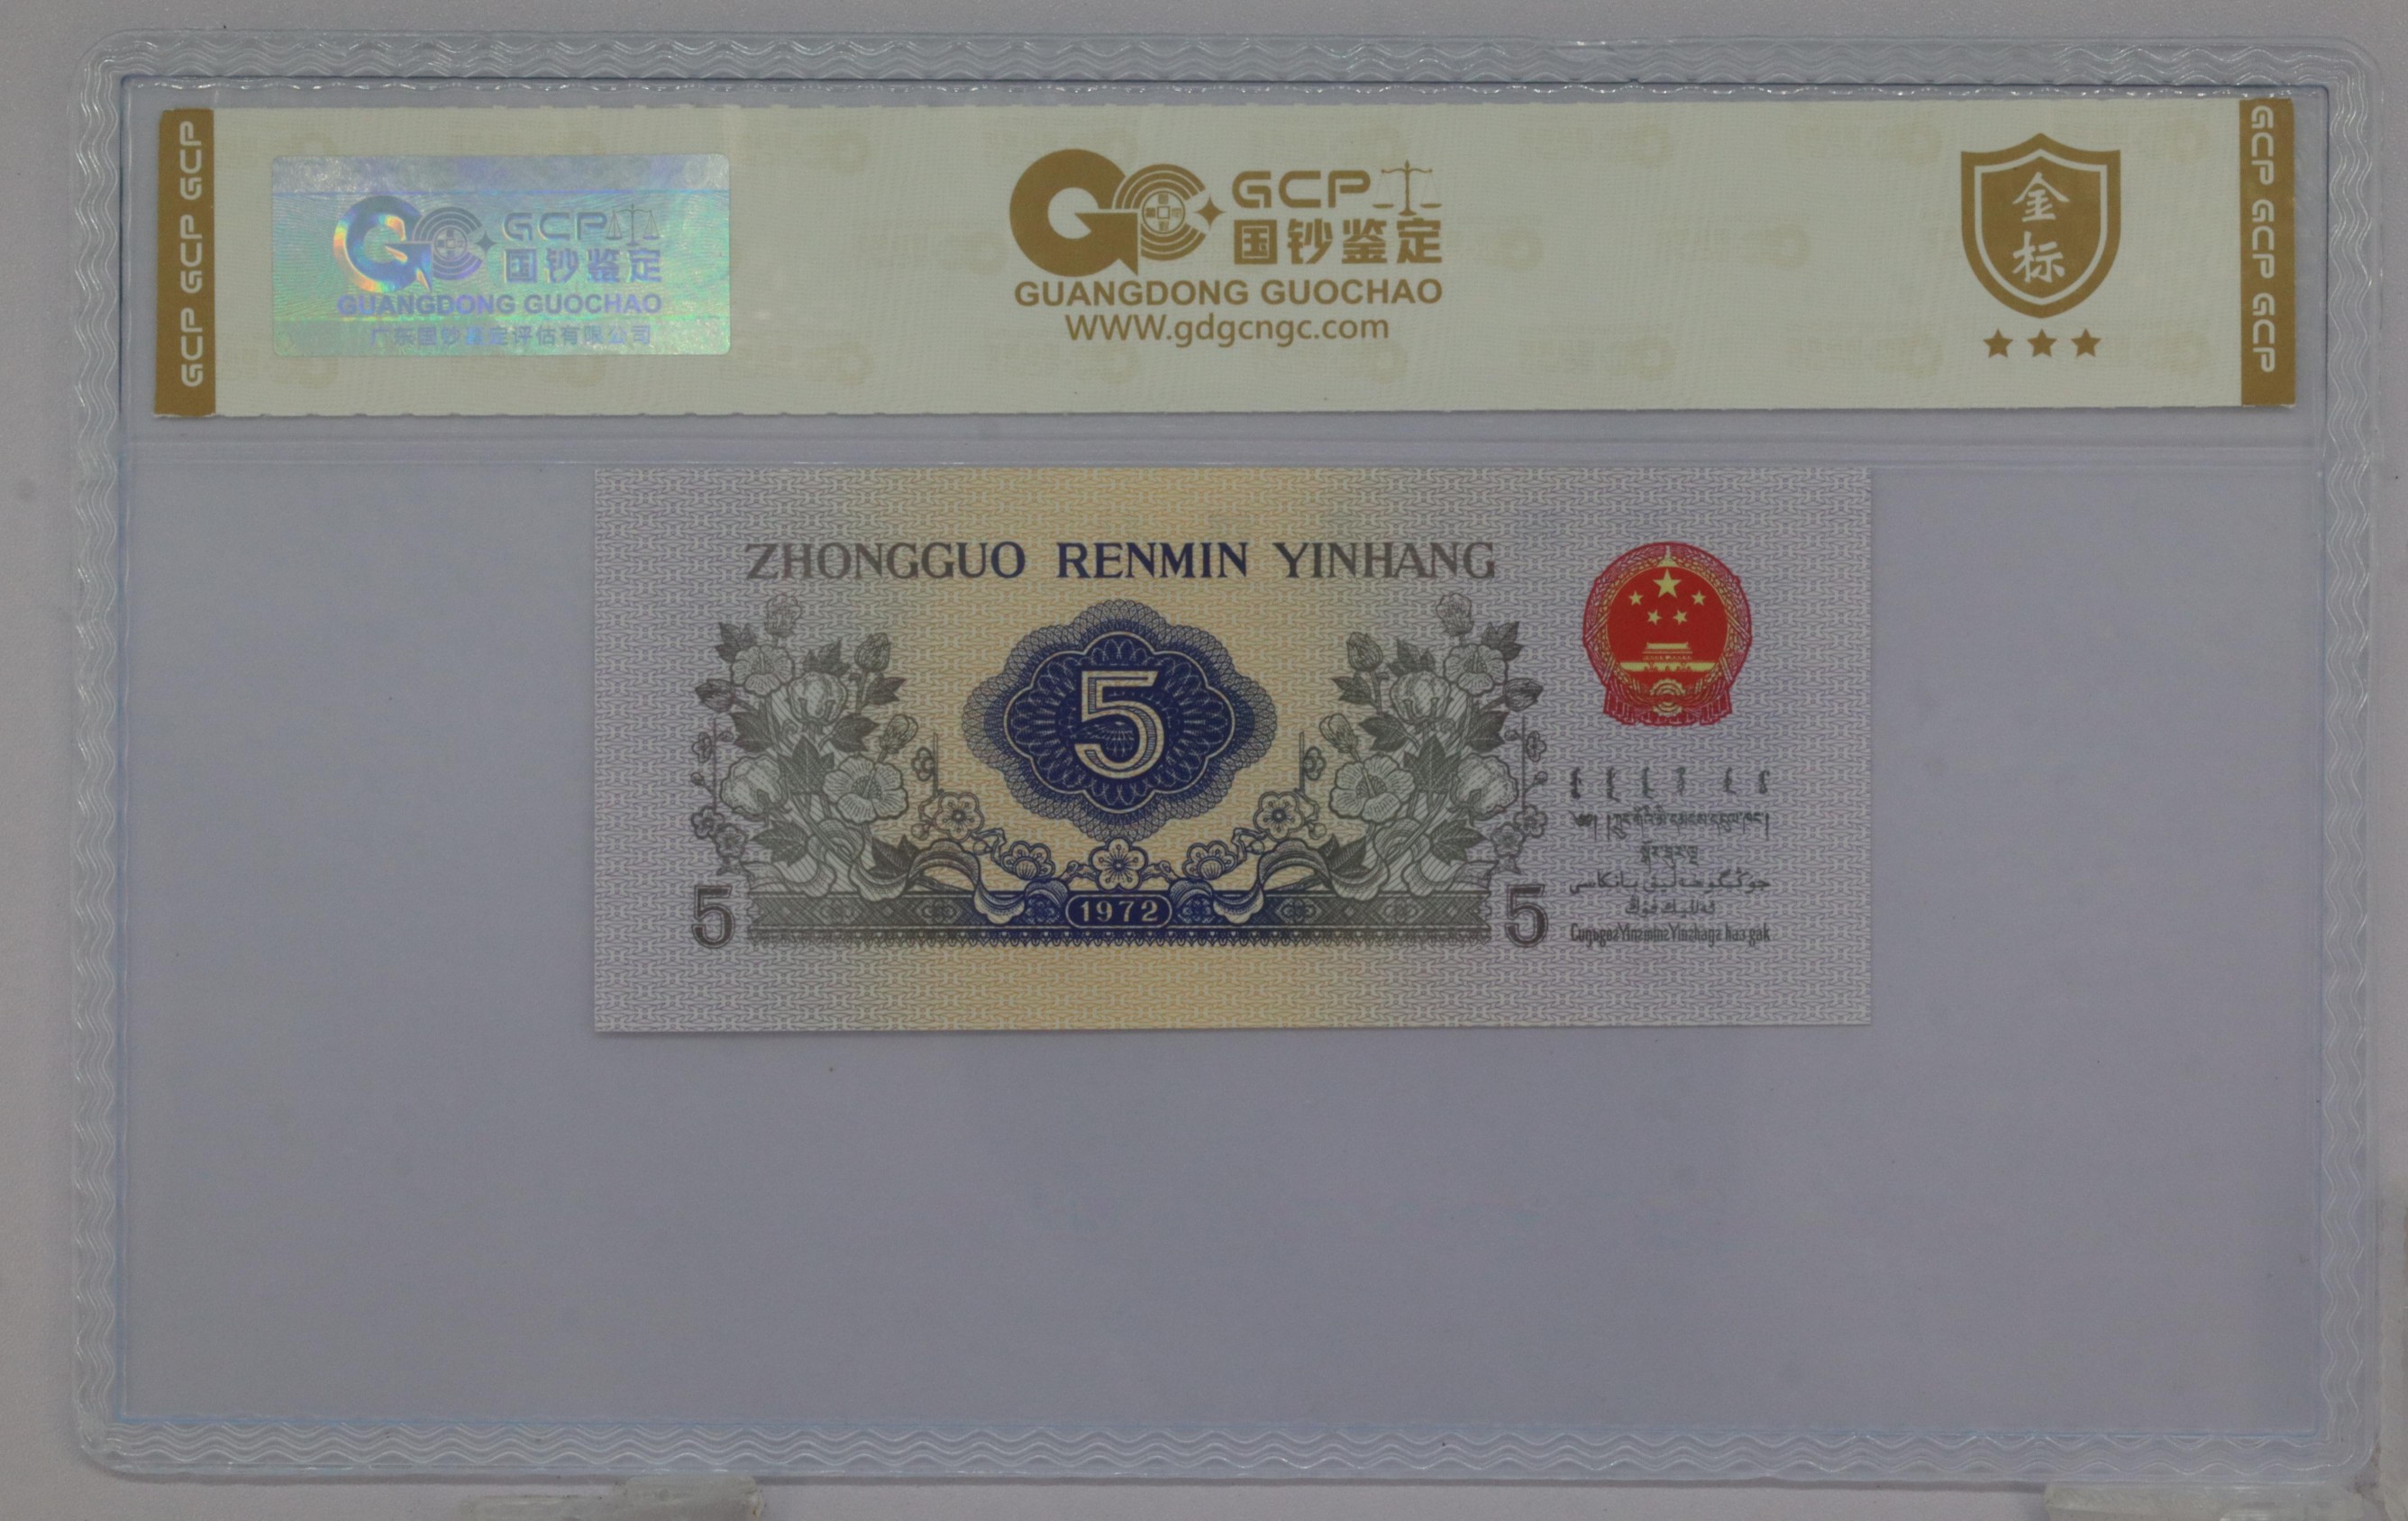 GCP GCP GCP
GCP
国钞鉴定
GUANGDONG GUOCHAO
广东国钞鉴定评估有限公司
GCP
国钞鉴定
GUANGDONG GUOCHAO
WWW.gdgcngc.com
金
标
GCP GCP GCP
ZHONGGUO RENMIN YINHANG
5
5
1972
5